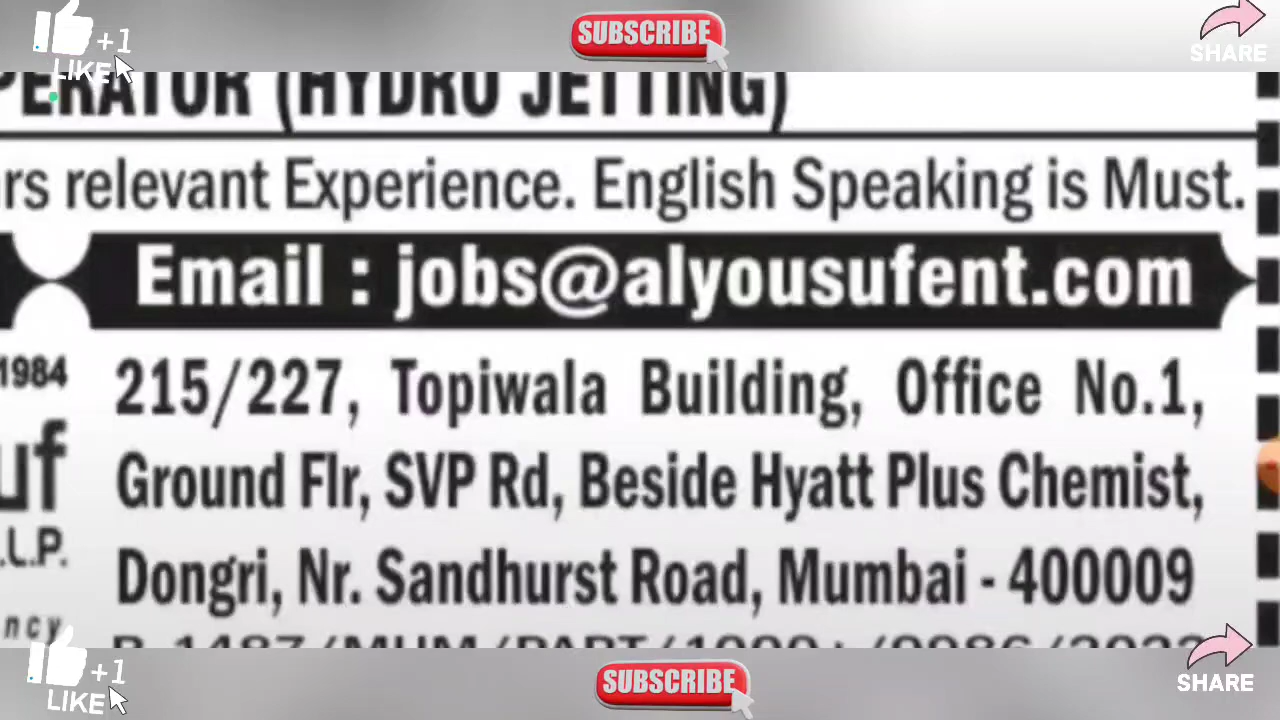 +1
LIKE
SUBSCRIBE
SHARE
PERATOR (HYDRO JETTING)
rs relevant Experience. English Speaking is Must.
Email : jobs@alyousufent.com
1984
uf
L.P.
ncy
215/227, Topiwala Building, Office No.1,
Ground Flr, SVP Rd, Beside Hyatt Plus Chemist,
Dongri, Nr. Sandhurst Road, Mumbai - 400009
+1
LIKE
SUBSCRIBE
SHARE